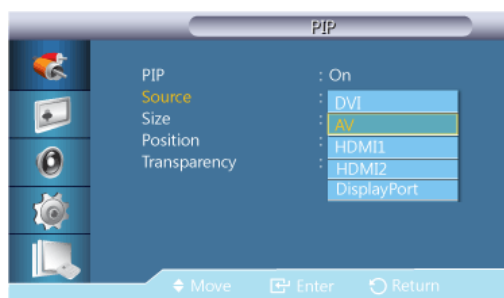 PIP
PIP : On
Source : DVI
Size : AV
Position : HDMI1
Transparency : HDMI2
DisplayPort
Move Enter Return